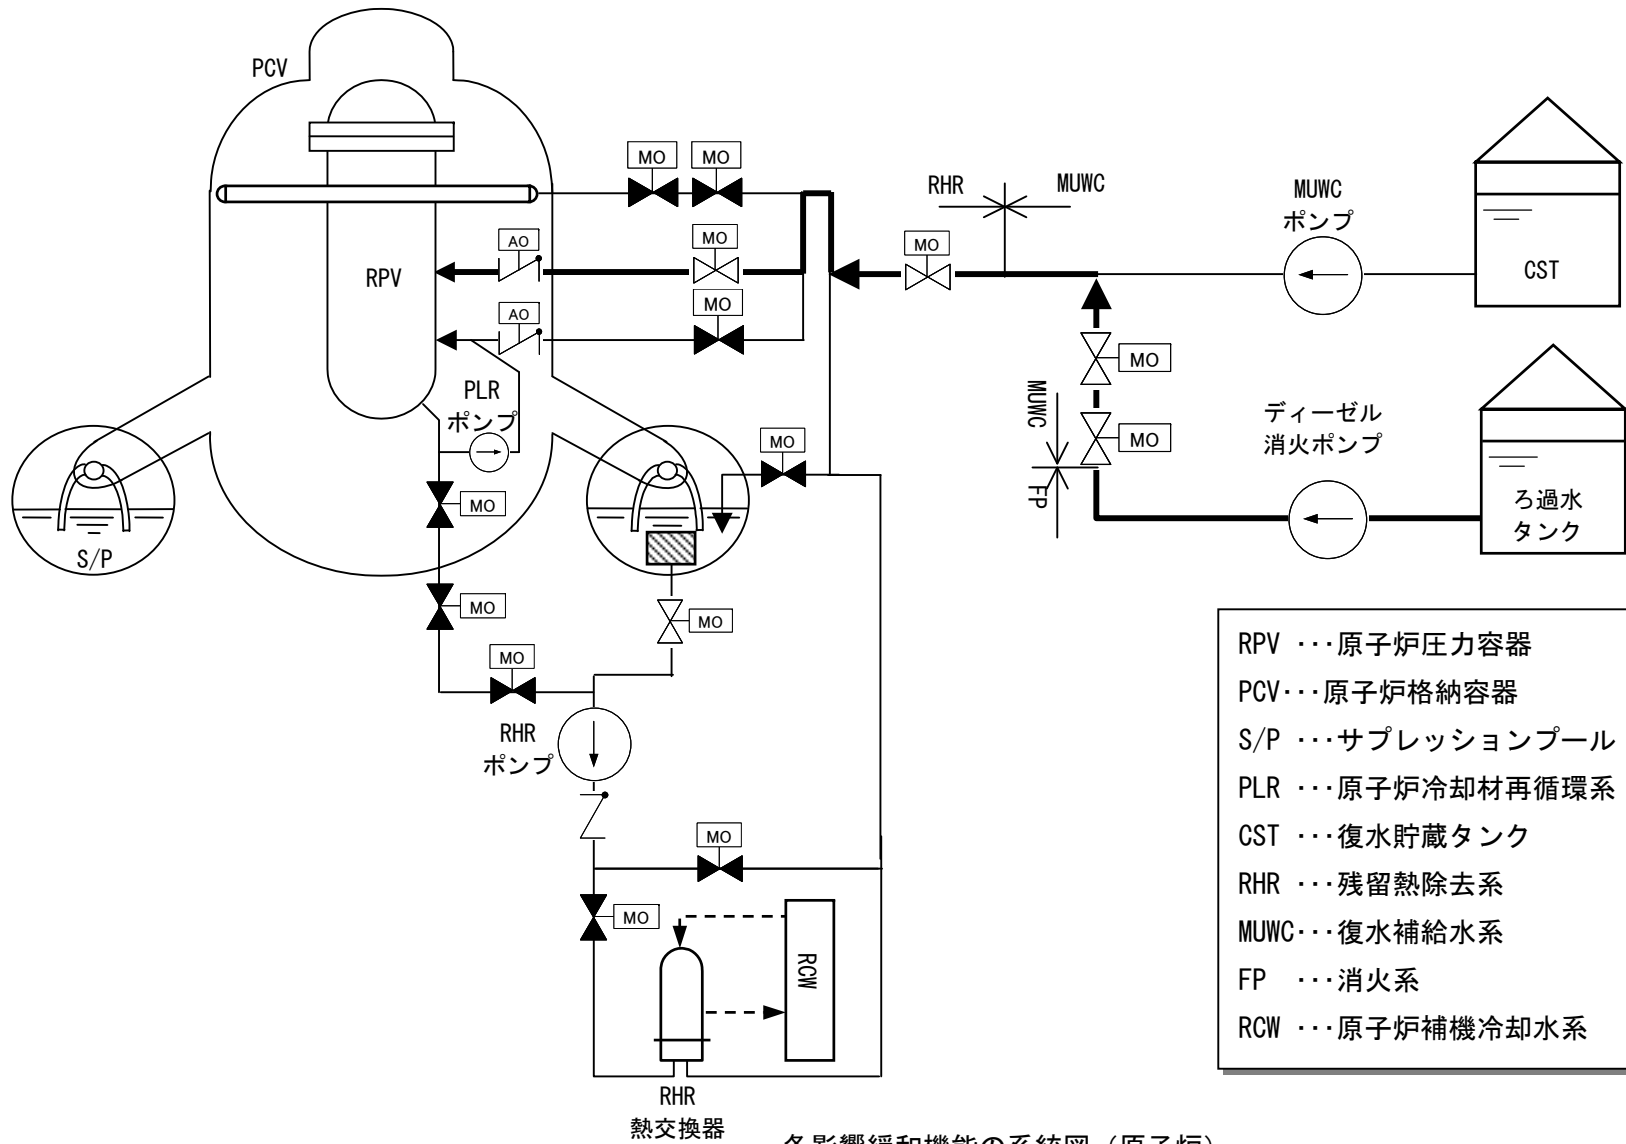 PCV
MO
MO
RHR
MUWC
MUWC
ポンプ
CST
AO
MO
MO
RPV
AO
MO
MO
MUWC
FP
MO
ディーゼル
消火ポンプ
ろ過水
タンク
PLR
ポンプ
MO
MO
S/P
MO
MO
MO
RHR
ポンプ
MO
MO
RCW
RHR
熱交換器
RPV ・・・原子炉圧力容器
PCV・・・原子炉格納容器
S/P ・・・サプレッションプール
PLR ・・・原子炉冷却材再循環系
CST ・・・復水貯蔵タンク
RHR ・・・残留熱除去系
MUWC・・・復水補給水系
FP ・・・消火系
RCW ・・・原子炉補機冷却水系
各影響緩和機能の系統図（原子炉）